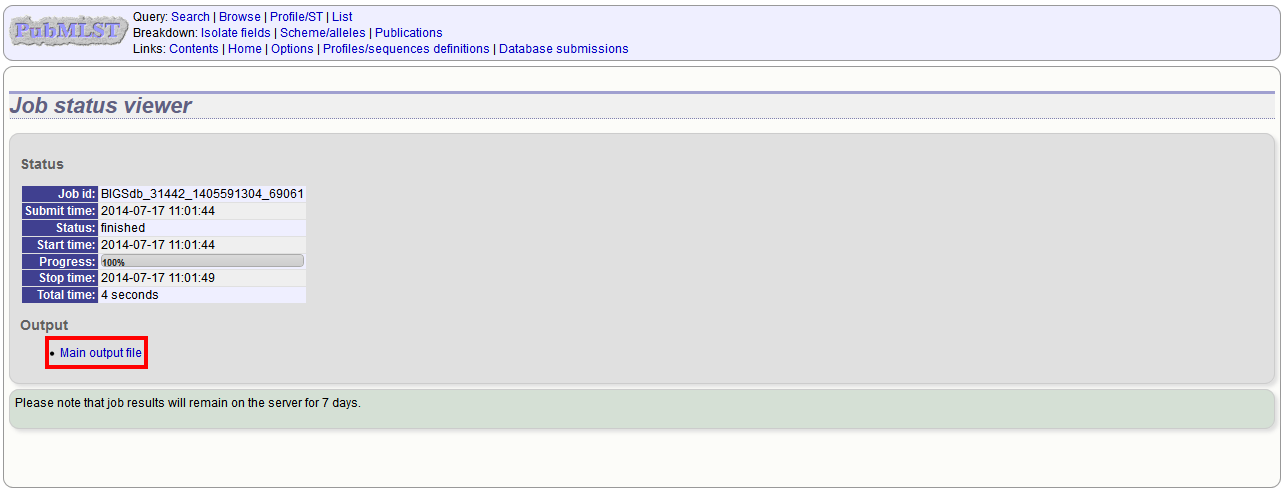 PubMLST
Query: Search | Browse | Profile/ST | List
Breakdown: Isolate fields | Scheme/alleles | Publications
Links: Contents | Home | Options | Profiles/sequences definitions | Database submissions
Job status viewer
Status
Job id: BIGSdb_31442_1405591304_69061
Submit time: 2014-07-17 11:01:44
Status: finished
Start time: 2014-07-17 11:01:44
Progress: 100%
Stop time: 2014-07-17 11:01:49
Total time: 4 seconds
Output
• Main output file
Please note that job results will remain on the server for 7 days.